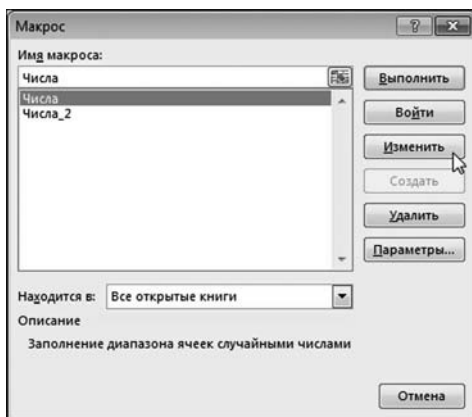 Макрос
Имя макроса:
Числа
Числа
Числа_2
Выполнить
Войти
Изменить
Создать
Удалить
Параметры...
Находится в: Все открытые книги
Описание
Заполнение диапазона ячеек случайными числами
Отмена